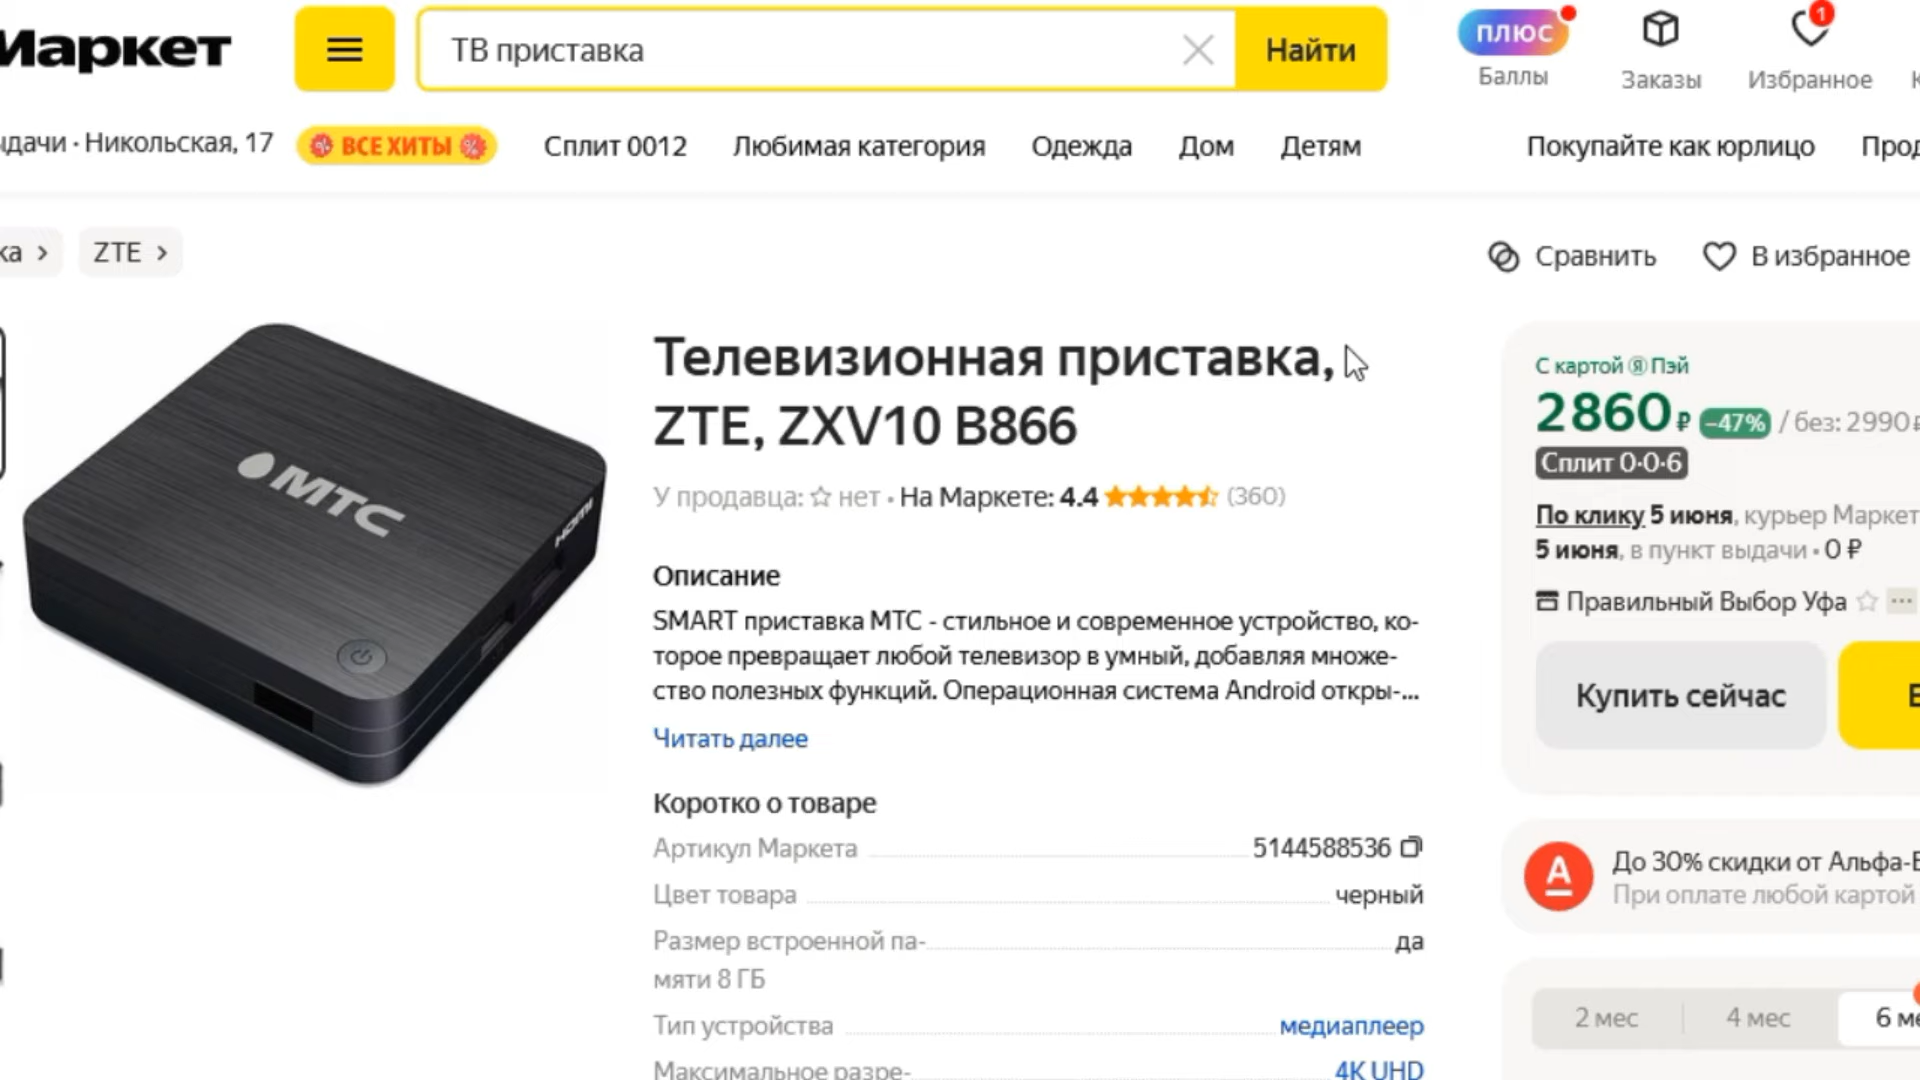 Маркет
ТВ приставка
Найти
плюс
Баллы
Заказы
1
Избранное
Никольская, 17
ВСЕ ХИТЫ
Сплит 0012
Любимая категория
Одежда
Дом
Детям
Покупайте как юрлицо
ZTE
Сравнить
В избранное
Телевизионная приставка,
ZTE, ZXV10 B866
У продавца: нет • На Маркете: 4.4 (360)
МТС
HDMI
Описание
SMART приставка МТС - стильное и современное устройство, ко-
торое превращает любой телевизор в умный, добавляя множе-
ство полезных функций. Операционная система Android откры-...
Читать далее
Коротко о товаре
Артикул Маркета 5144588536
Цвет товара черный
Размер встроенной па-
мяти 8 ГБ да
Тип устройства медиаплеер
Максимальное разре- 4K UHD
С картой Я Пэй
2860 ₽ -47% / без: 2990 ₽
Сплит 0·0·6
По клику 5 июня, курьер Маркет
5 июня, в пункт выдачи • 0 ₽
Правильный Выбор Уфа
Купить сейчас
А
До 30% скидки от Альфа-
При оплате любой картой
2 мес
4 мес
6